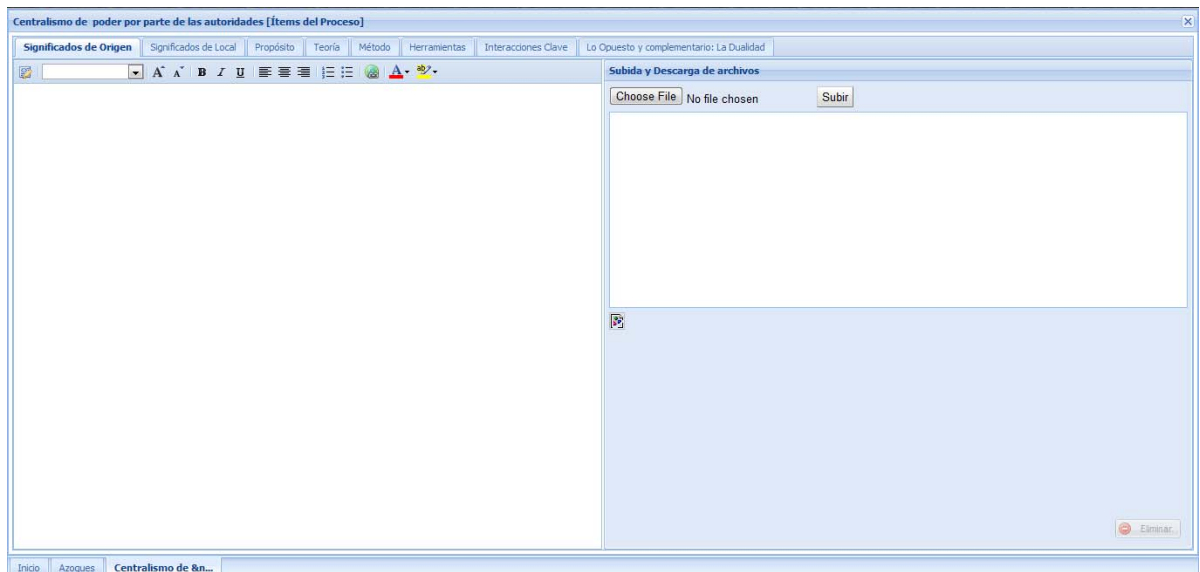 Centralismo de  poder por parte de las autoridades [Ítems del Proceso]
Significados de Origen Significados de Local Propósito Teoría Método Herramientas Interacciones Clave Lo Opuesto y complementario: La Dualidad
A A B I U A ab
Subida y Descarga de archivos
Choose File No file chosen Subir
Eliminar
Inicio Azogues Centralismo de &n...